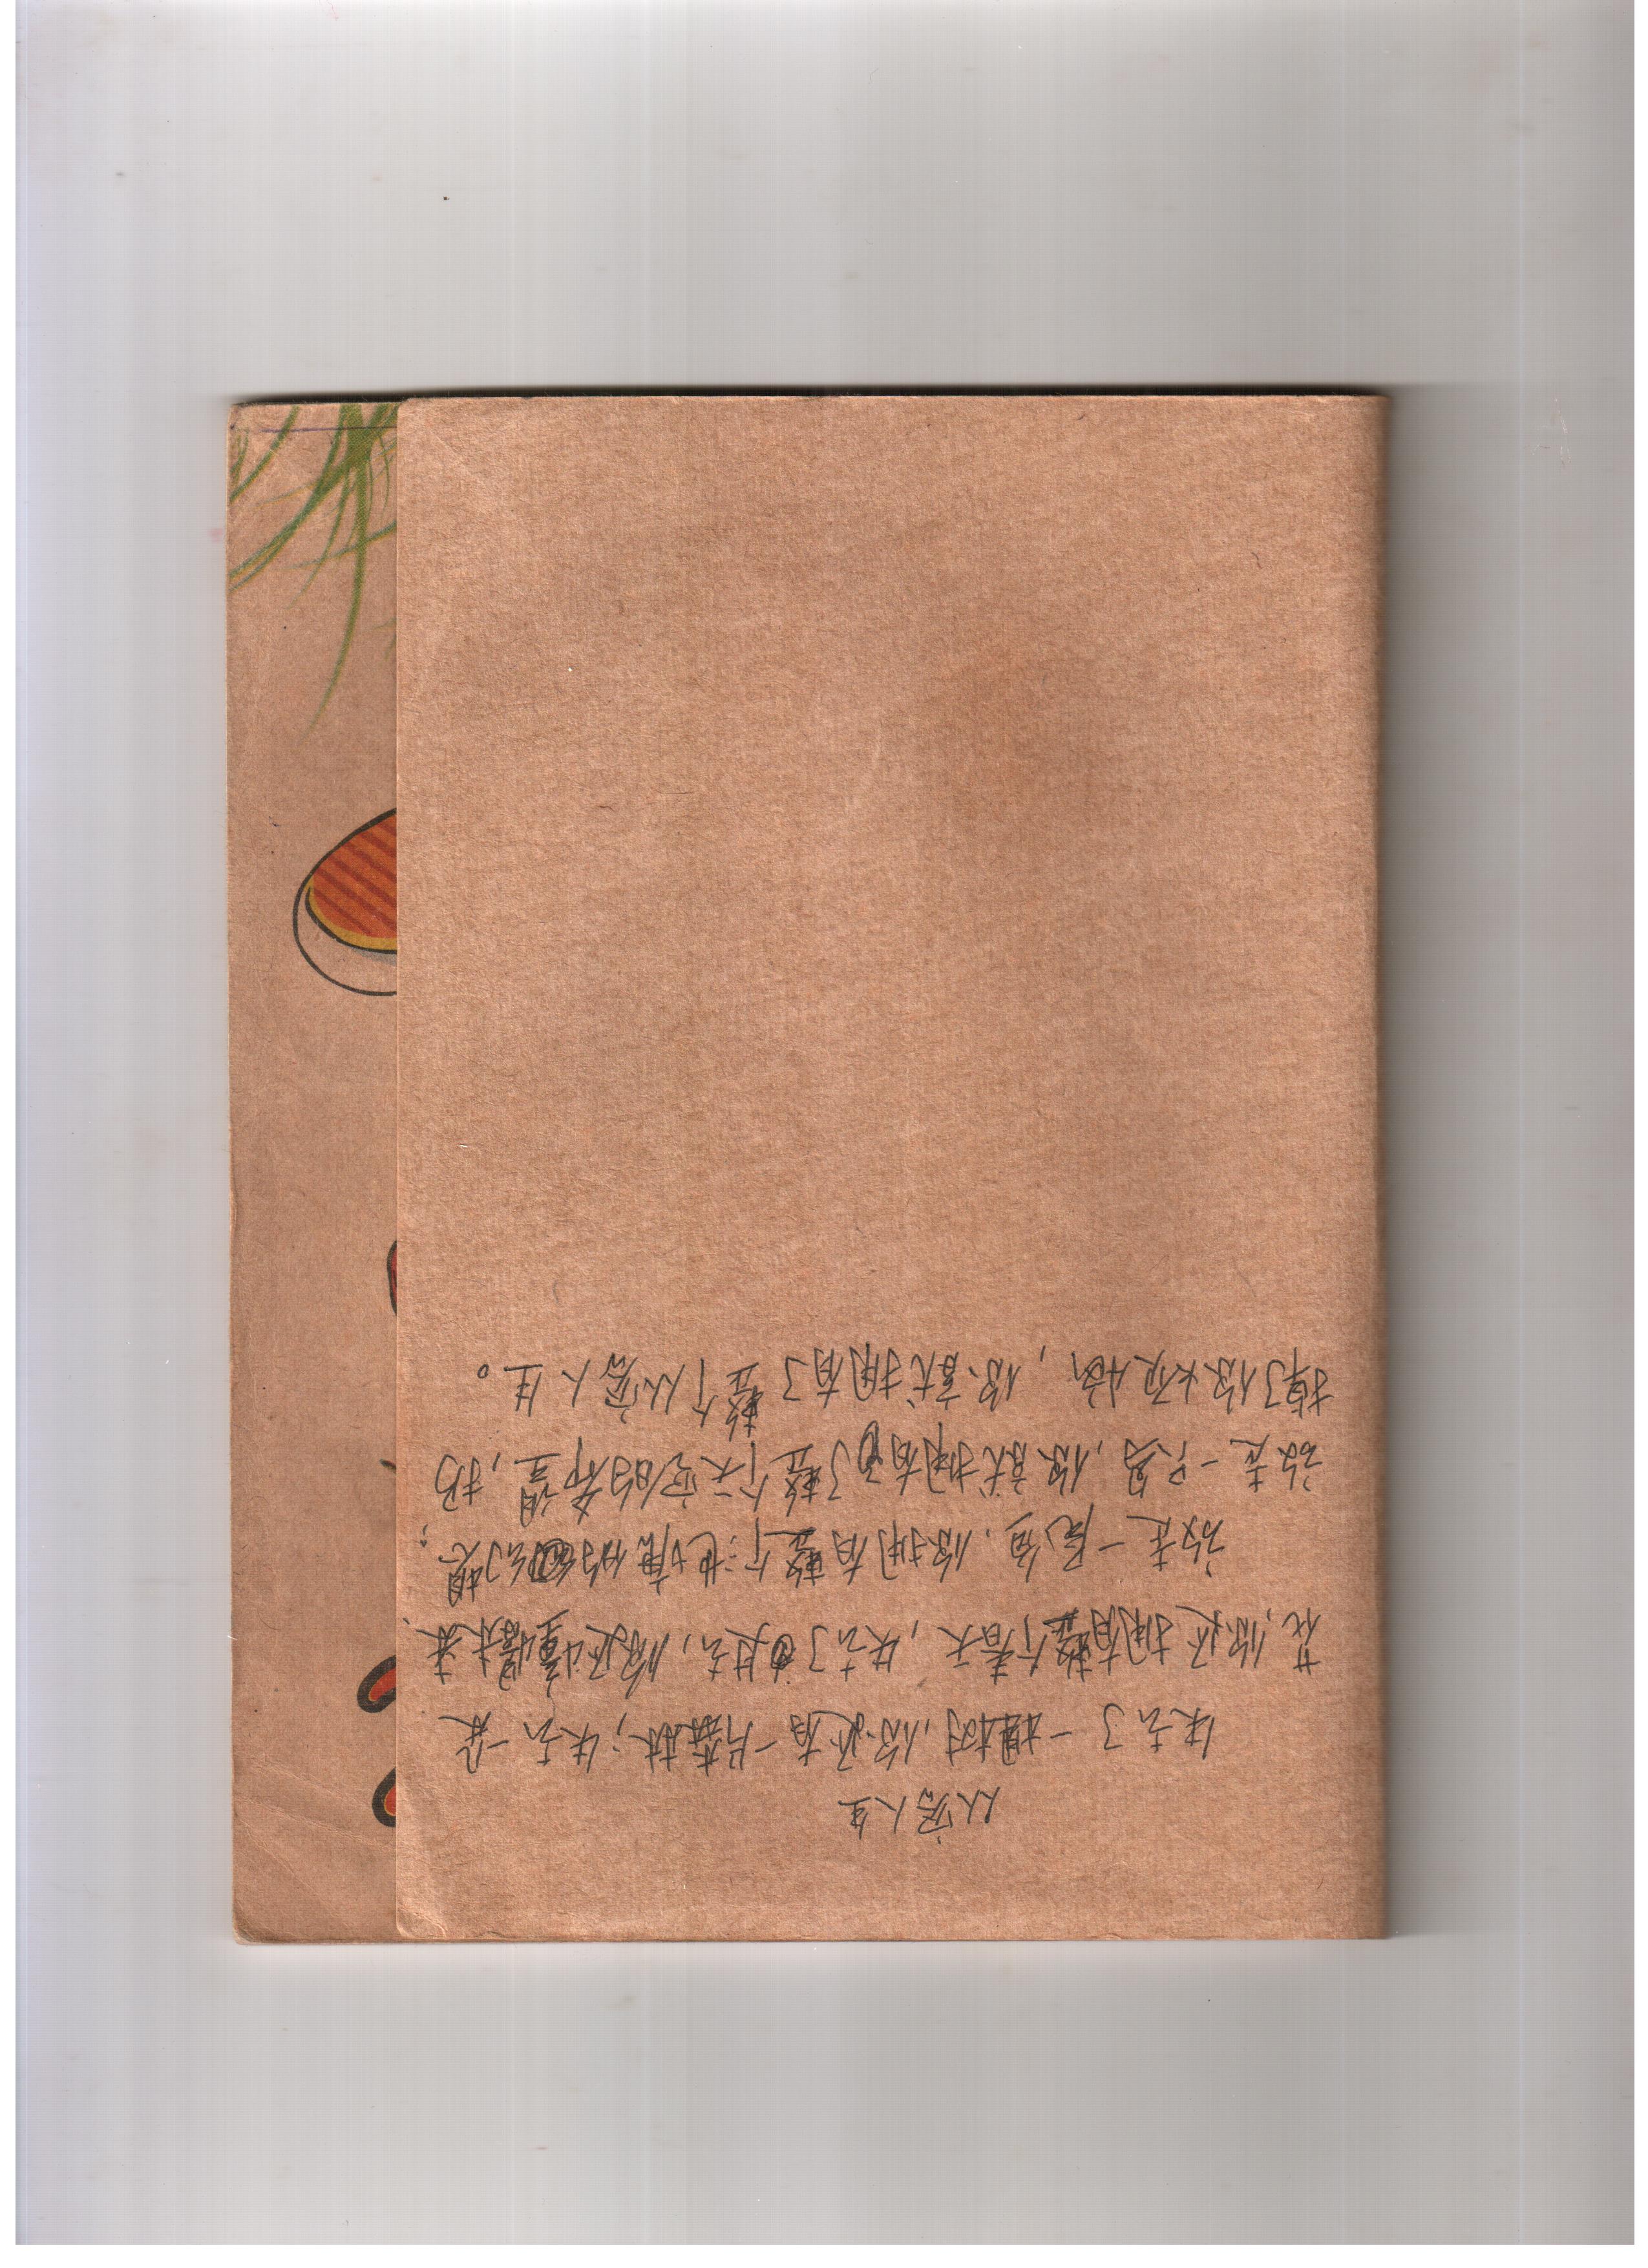 从容人生
失去了一棵树,你还有一片森林;失去一朵
花,你还拥有整个春天,失去了过去,你还憧憬未来、
放走一尾鱼、你拥有整个池塘的幻想;
放走一只鸟,你就拥有了整个天空的希望,扔
掉了你烦恼,你就拥有了整个从容人生。